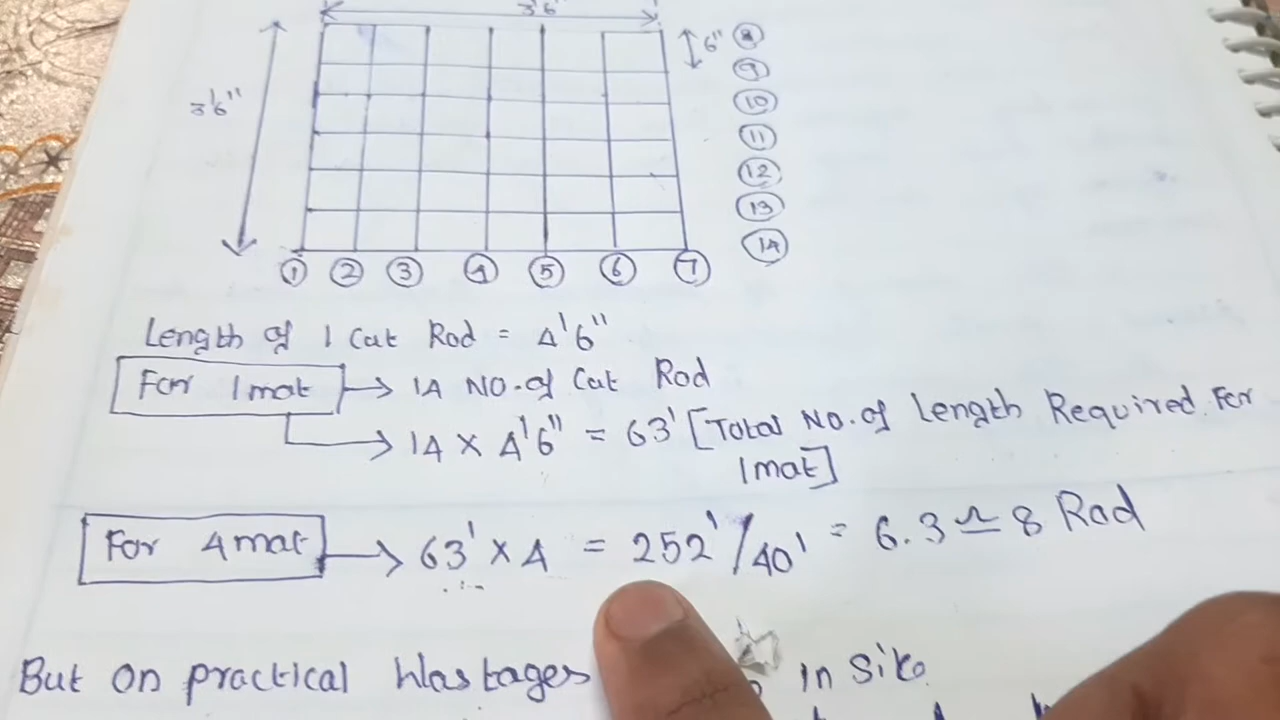 3'6"
6" 8
9
3'6" 10
11
12
13
14
1 2 3 4 5 6 7
Length of 1 Cut Rod = 4'6"
For 1mat → 14 NO. of Cut Rod
→ 14 × 4'6" = 63' [Total NO. of Length Required For
1mat]
For 4mat → 63' × 4 = 252'/40' = 6.3 ≃ 8 Rod
But on practical Wastages in Site